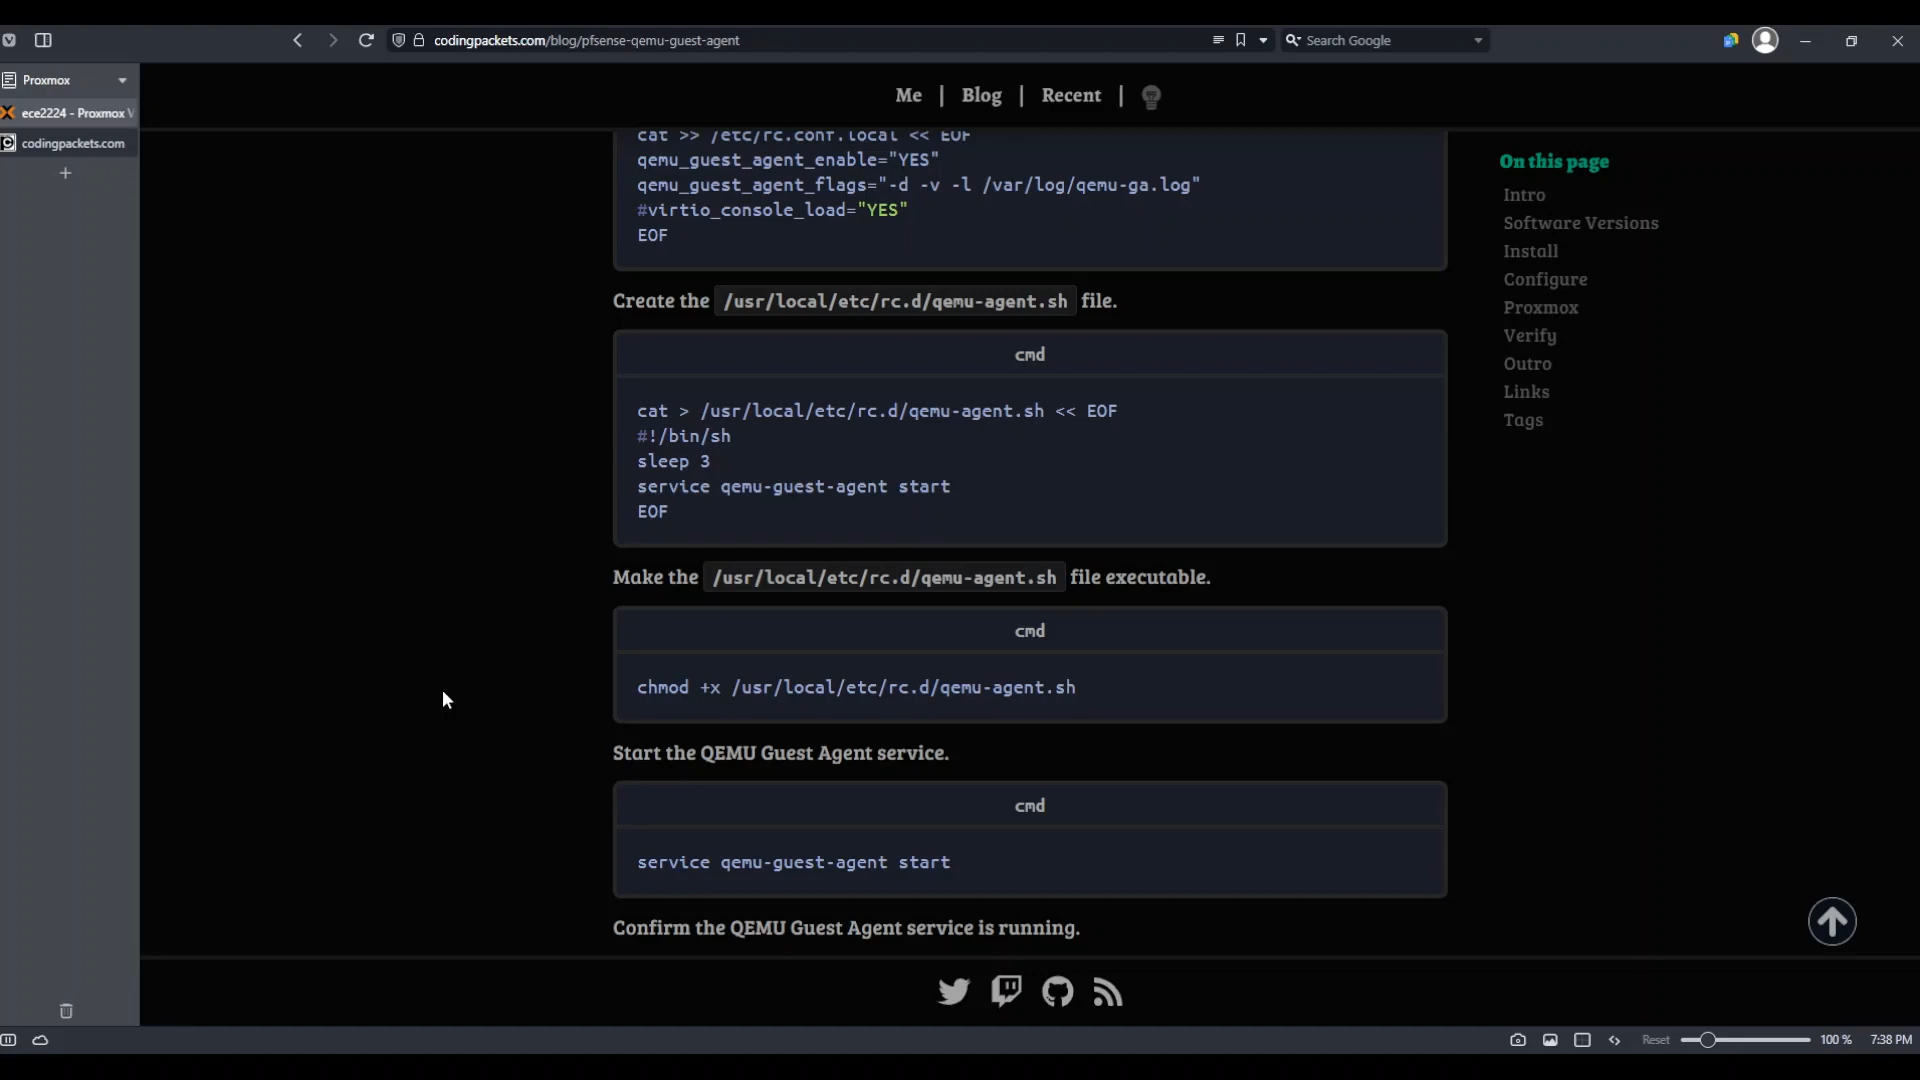 codingpackets.com/blog/pfsense-qemu-guest-agent
Search Google
Proxmox
ece2224 - Proxmox V
codingpackets.com
Me | Blog | Recent |
cat >> /etc/rc.conf.local << EOF
qemu_guest_agent_enable="YES"
qemu_guest_agent_flags="-d -v -l /var/log/qemu-ga.log"
#virtio_console_load="YES"
EOF
Create the /usr/local/etc/rc.d/qemu-agent.sh file.
cmd
cat > /usr/local/etc/rc.d/qemu-agent.sh << EOF
#!/bin/sh
sleep 3
service qemu-guest-agent start
EOF
Make the /usr/local/etc/rc.d/qemu-agent.sh file executable.
cmd
chmod +x /usr/local/etc/rc.d/qemu-agent.sh
Start the QEMU Guest Agent service.
cmd
service qemu-guest-agent start
Confirm the QEMU Guest Agent service is running.
On this page
Intro
Software Versions
Install
Configure
Proxmox
Verify
Outro
Links
Tags
Reset
100 %
7:38 PM